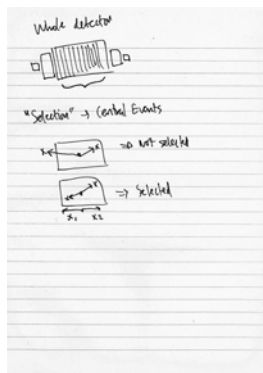 Whole detector
"Selection" → Central Events
⇒ Not selected
⇒ Selected
x₁ x₂